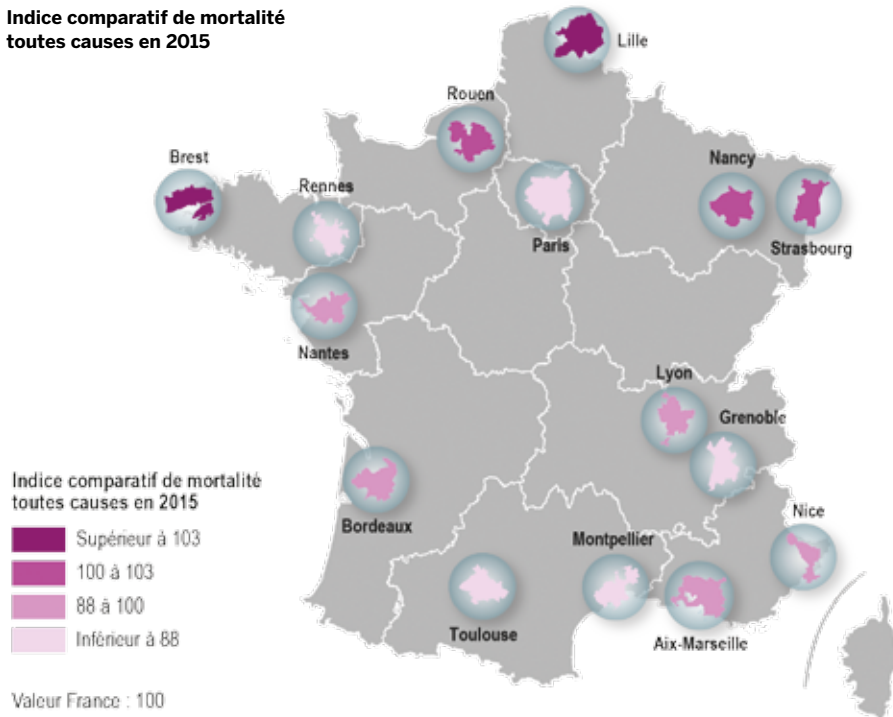 Indice comparatif de mortalité
toutes causes en 2015
Lille
Rouen
Brest
Rennes
Nancy
Paris
Strasbourg
Nantes
Lyon
Grenoble
Indice comparatif de mortalité
toutes causes en 2015
Supérieur à 103
100 à 103
88 à 100
Inférieur à 88
Bordeaux
Nice
Montpellier
Toulouse
Aix-Marseille
Valeur France : 100